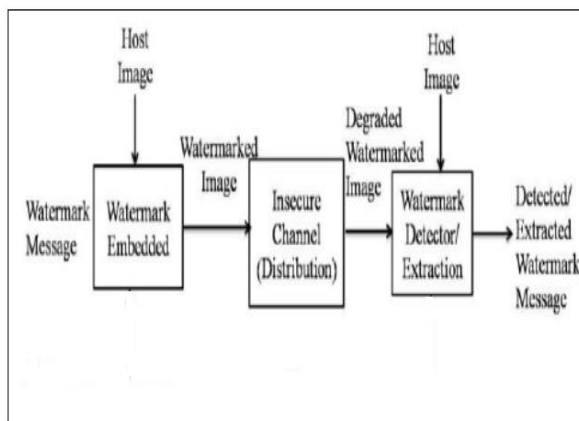 Host
Image
Host
Image
Watermarked
Image
Degraded
Watermarked
Image
Watermark
Message
Watermark
Embedded
Insecure
Channel
(Distribution)
Watermark
Detector/
Extraction
Detected/
Extracted
Watermark
Message